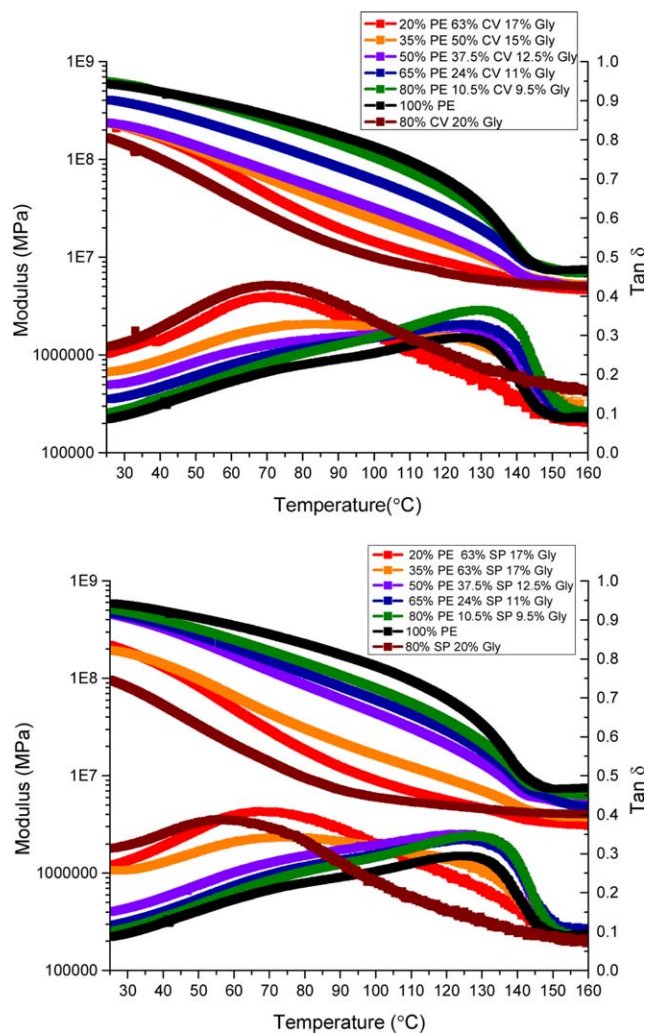 20% PE 63% CV 17% Gly
35% PE 50% CV 15% Gly
50% PE 37.5% CV 12.5% Gly
65% PE 24% CV 11% Gly
80% PE 10.5% CV 9.5% Gly
100% PE
80% CV 20% Gly
1E9
1E8
1E7
1000000
100000
Modulus (MPa)
1.0
0.9
0.8
0.7
0.6
0.5
0.4
0.3
0.2
0.1
0.0
Tan δ
30 40 50 60 70 80 90 100 110 120 130 140 150 160
Temperature(°C)
20% PE 63% SP 17% Gly
35% PE 63% SP 17% Gly
50% PE 37.5% SP 12.5% Gly
65% PE 24% SP 11% Gly
80% PE 10.5% SP 9.5% Gly
100% PE
80% SP 20% Gly
1E9
1E8
1E7
1000000
100000
Modulus (MPa)
1.0
0.9
0.8
0.7
0.6
0.5
0.4
0.3
0.2
0.1
0.0
Tan δ
30 40 50 60 70 80 90 100 110 120 130 140 150 160
Temperature (°C)